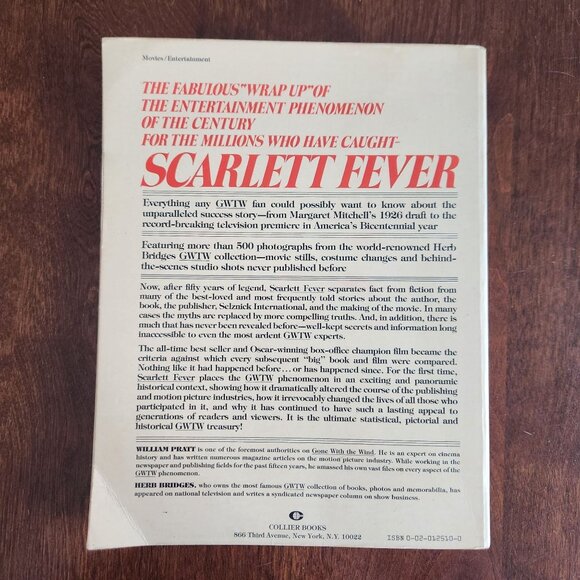 Movies/Entertainment
THE FABULOUS "WRAP UP" OF
THE ENTERTAINMENT PHENOMENON
OF THE CENTURY
FOR THE MILLIONS WHO HAVE CAUGHT-
SCARLETT FEVER
Everything any GWTW fan could possibly want to know about the
unparalleled success story—from Margaret Mitchell's 1926 draft to the
record-breaking television premiere in America's Bicentennial year
Featuring more than 500 photographs from the world-renowned Herb
Bridges GWTW collection—movie stills, costume changes and behind-
the-scenes studio shots never published before
Now, after fifty years of legend, Scarlett Fever separates fact from fiction from
many of the best-loved and most frequently told stories about the author, the
book, the publisher, Selznick International, and the making of the movie. In many
cases the myths are replaced by more compelling truths. And, in addition, there is
much that has never been revealed before—well-kept secrets and information long
inaccessible to even the most ardent GWTW experts.
The all-time best seller and Oscar-winning box-office champion film became the
criteria against which every subsequent "big" book and film were compared.
Nothing like it had happened before... or has happened since. For the first time,
Scarlett Fever places the GWTW phenomenon in an exciting and panoramic
historical context, showing how it dramatically altered the course of the publishing
and motion picture industries, how it irrevocably changed the lives of all those who
participated in it, and why it has continued to have such a lasting appeal to
generations of readers and viewers. It is the ultimate statistical, pictorial and
historical GWTW treasury!
WILLIAM PRATT is one of the foremost authorities on Gone With the Wind. He is an expert on cinema
history and has written numerous magazine articles on the motion picture industry. While working in the
newspaper and publishing fields for the past fifteen years, he amassed his own vast files on every aspect of the
GWTW phenomenon.
HERB BRIDGES, who owns the most famous GWTW collection of books, photos and memorabilia, has
appeared on national television and writes a syndicated newspaper column on show business.
COLLIER BOOKS
866 Third Avenue, New York, N.Y. 10022
ISBN 0-02-012510-0